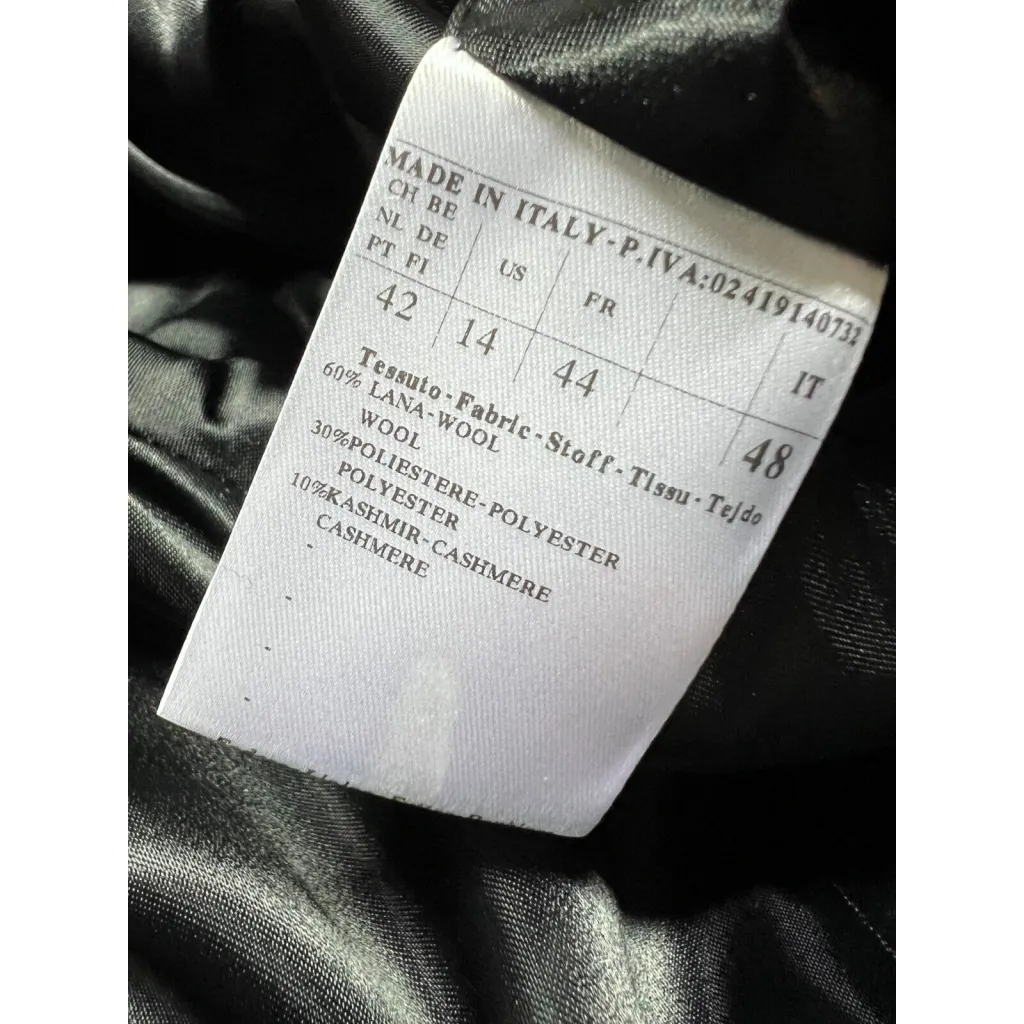 MADE IN ITALY-P.IVA:02419140732
CH BE
NL DE
PT FI
US
FR
IT
42
14
44
48
Tessuto-Fabric-Stoff-Tissu-Tejdo
60% LANA-WOOL
WOOL
30%POLIESTERE-POLYESTER
POLYESTER
10%KASHMIR-CASHMERE
CASHMERE
-
-
-
-